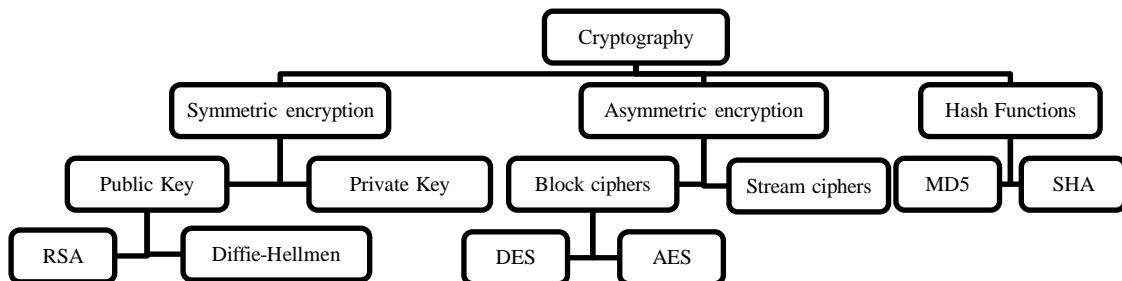 Cryptography
Symmetric encryption
Asymmetric encryption
Hash Functions
Public Key
Private Key
Block ciphers
Stream ciphers
MD5
SHA
RSA
Diffie-Hellmen
DES
AES